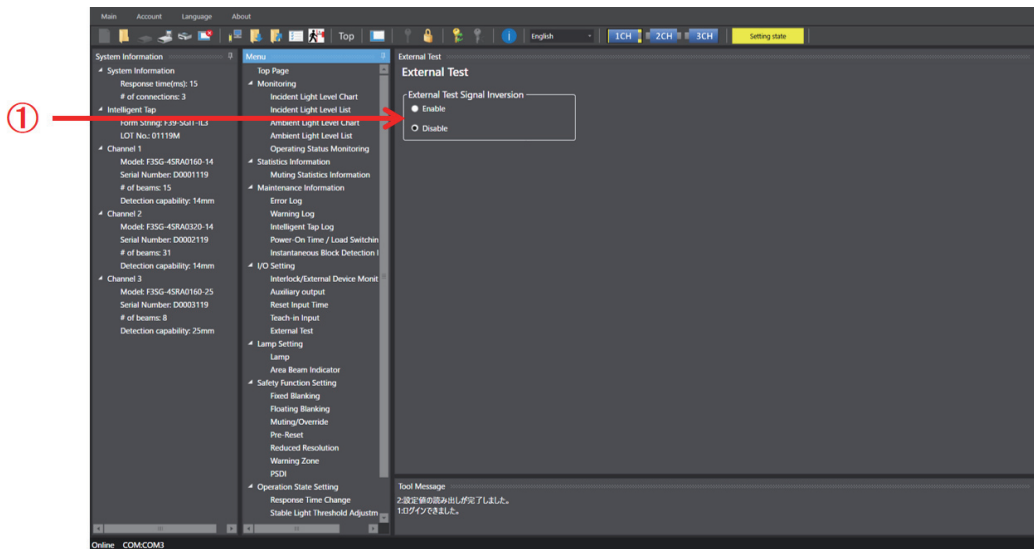 Main Account Language About
Top English 1CH 2CH 3CH Setting state
System Information
System Information
Response time(ms): 15
# of connections: 3
Intelligent Tap
Form String: F39-SGIT-IL3
LOT No.: 01119M
Channel 1
Model: F3SG-4SRA0160-14
Serial Number: D0001119
# of beams: 15
Detection capability: 14mm
Channel 2
Model: F3SG-4SRA0320-14
Serial Number: D0002119
# of beams: 31
Detection capability: 14mm
Channel 3
Model: F3SG-4SRA0160-25
Serial Number: D0003119
# of beams: 8
Detection capability: 25mm
Menu
Top Page
Monitoring
Incident Light Level Chart
Incident Light Level List
Ambient Light Level Chart
Ambient Light Level List
Operating Status Monitoring
Statistics Information
Muting Statistics Information
Maintenance Information
Error Log
Warning Log
Intelligent Tap Log
Power-On Time / Load Switchin
Instantaneous Block Detection I
I/O Setting
Interlock/External Device Monit
Auxiliary output
Reset Input Time
Teach-in Input
External Test
Lamp Setting
Lamp
Area Beam Indicator
Safety Function Setting
Fixed Blanking
Floating Blanking
Muting/Override
Pre-Reset
Reduced Resolution
Warning Zone
PSDI
Operation State Setting
Response Time Change
Stable Light Threshold Adjustm
External Test
External Test
External Test Signal Inversion
Enable
Disable
①
Tool Message
2:設定値の読み出しが完了しました。
1:ログインできました。
Online COM:COM3